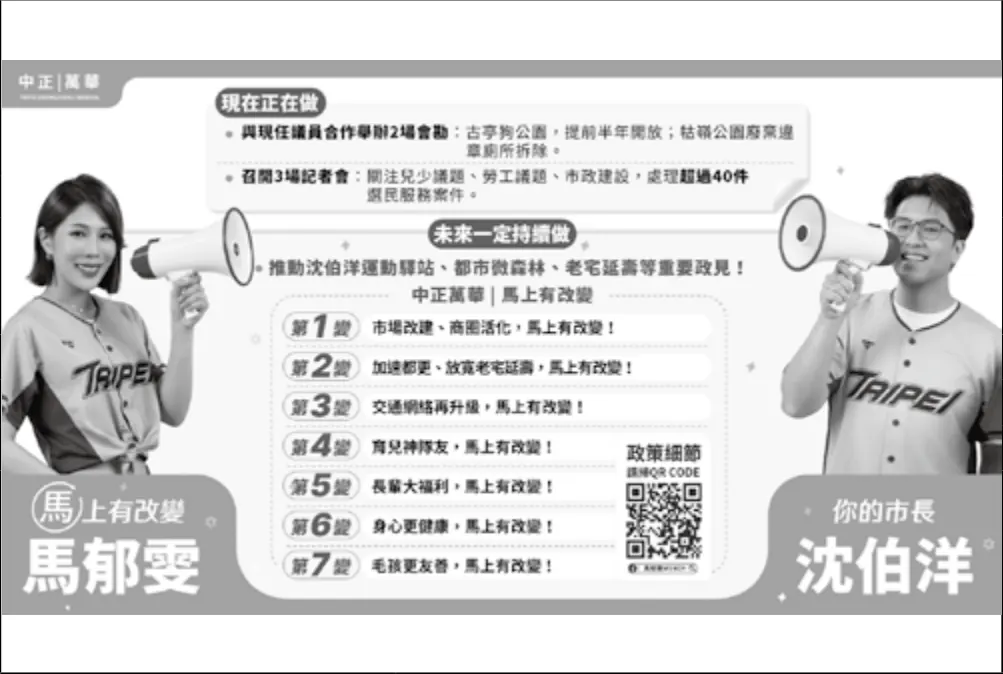 中正|萬華
現在正在做
與現任議員合作舉辦2場會勘：古亭狗公園，提前半年開放；牯嶺公園廢棄違
章廁所拆除。
召開3場記者會：關注兒少議題、勞工議題、市政建設，處理超過40件
選民服務案件。
未來一定持續做
推動沈伯洋運動驛站、都市微森林、老宅延壽等重要政見！
中正萬華|馬上有改變
第1變 市場改建、商圈活化，馬上有改變！
第2變 加速都更、放寬老宅延壽，馬上有改變！
第3變 交通網絡再升級，馬上有改變！
第4變 育兒神隊友，馬上有改變！
第5變 長輩大福利，馬上有改變！
第6變 身心更健康，馬上有改變！
第7變 毛孩更友善，馬上有改變！
政策細節
請掃QR CODE
TAIPEI
馬上有改變
馬郁雯
TAIPEI
你的市長
沈伯洋